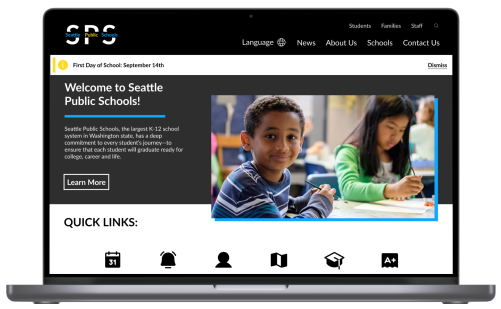 Students Families Staff
SPS
Seattle Public Schools
Language News About Us Schools Contact Us
First Day of School: September 14th Dismiss
Welcome to Seattle
Public Schools!
Seattle Public Schools, the largest K-12 school
system in Washington state, has a deep
commitment to every student's journey—to
ensure that each student will graduate ready for
college, career and life.
Learn More
QUICK LINKS:
31
A+